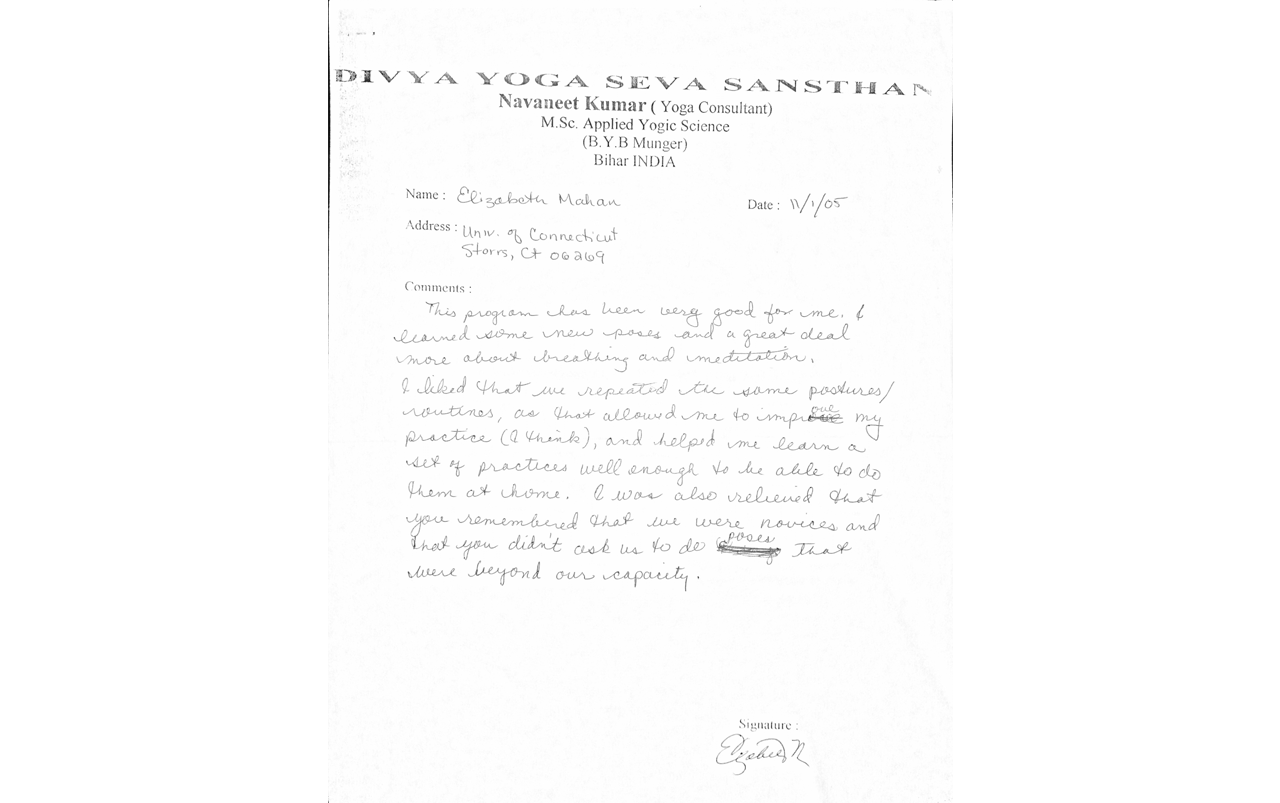 DIVYA YOGA SEVA SANSTHAN
Navaneet Kumar ( Yoga Consultant)
M.Sc. Applied Yogic Science
(B.Y.B Munger)
Bihar INDIA
Name : Elizabeth Mahan
Date : 11/1/05
Address : Univ. of Connecticut
Storrs, CT 06269
Comments :
This program has been very good for me. I
learned some new poses and a great deal
more about breathing and meditation.
I liked that we repeated the same postures/
routines, as that allowed me to improve my
practice (I think), and helped me learn a
set of practices well enough to be able to do
them at home. I was also relieved that
you remembered that we were novices and
that you didn't ask us to do poses that
were beyond our capacity.
Signature :